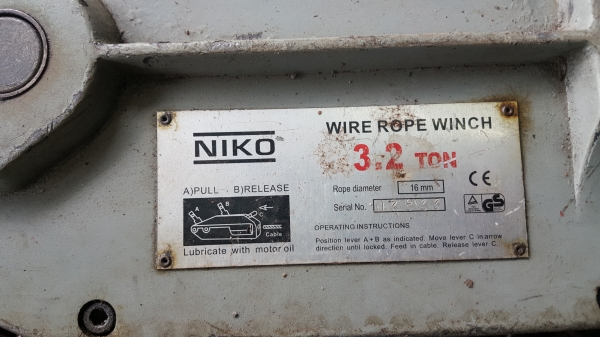 NIKO
WIRE ROPE WINCH
3.2 TON
A)PULL - B)RELEASE
Rope diameter 16 mm
CE
Serial No.
GS
A
B
C
Cable
Lubricate with motor oil
OPERATING INSTRUCTIONS
Position lever A+B as indicated. Move lever C in arrow
direction until locked. Feed in cable. Release lever C.